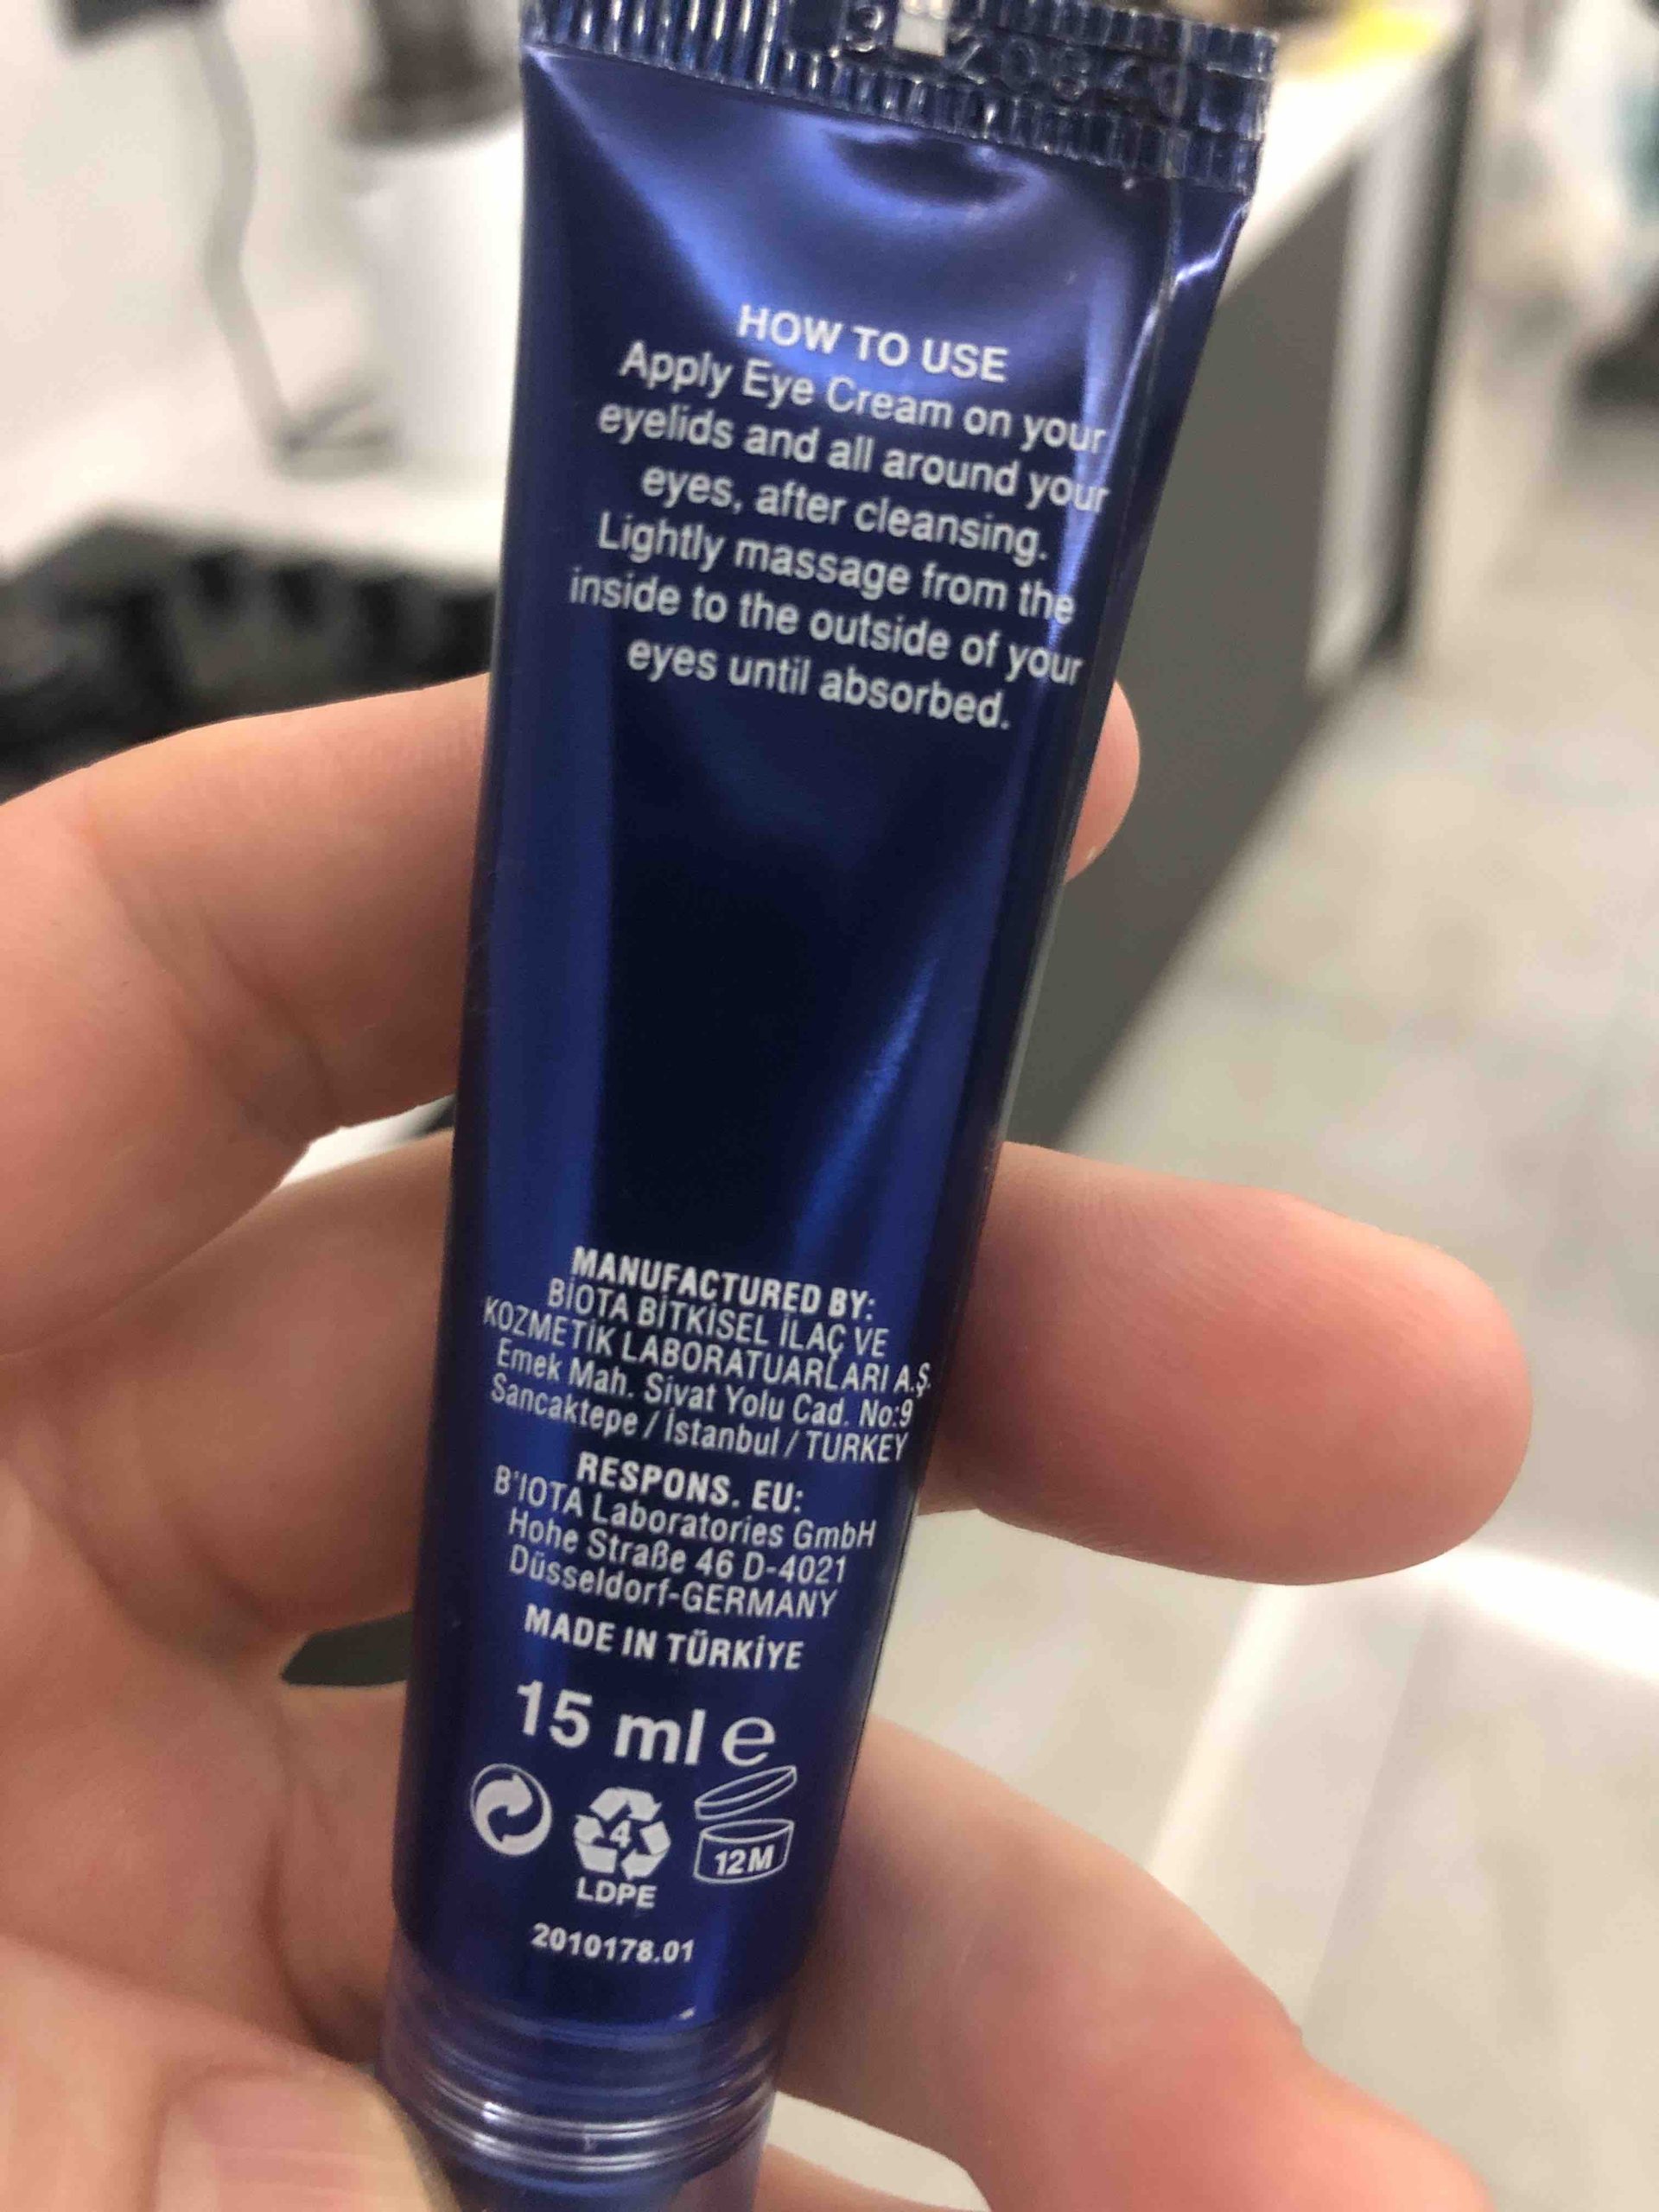 HOW TO USE
Apply Eye Cream on your
eyelids and all around your
eyes, after cleansing.
Lightly massage from the
inside to the outside of your
eyes until absorbed.
MANUFACTURED BY:
BİOTA BİTKİSEL İLAÇ VE
KOZMETİK LABORATUARLARI A.Ş.
Emek Mah. Sivat Yolu Cad. No:9
Sancaktepe / İstanbul / TURKEY
RESPONS. EU:
B'IOTA Laboratories GmbH
Hohe Straße 46 D-4021
Düsseldorf-GERMANY
MADE IN TÜRKİYE
15 ml e
4
12M
LDPE
2010178.01